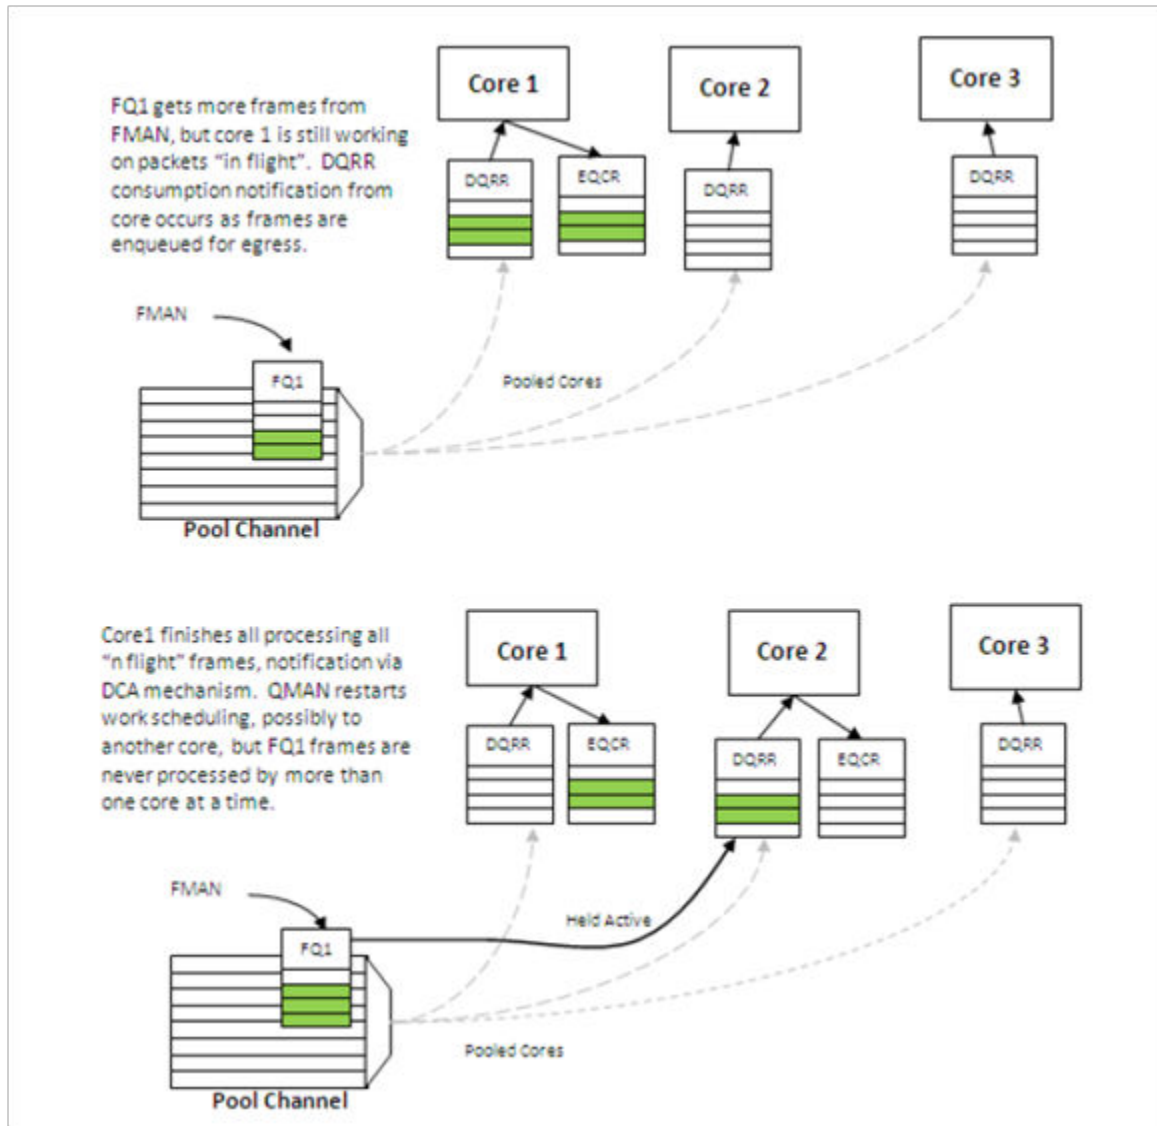 Core 1
Core 2
Core 3
FQ1 gets more frames from
FMAN, but core 1 is still working
on packets “in flight”. DQRR
consumption notification from
core occurs as frames are
enqueued for egress.
DQRR
EQCR
DQRR
DQRR
FMAN
FQ1
Pooled Cores
Pool Channel
Core1 finishes all processing all
“n flight” frames, notification via
DCA mechanism. QMAN restarts
work scheduling, possibly to
another core, but FQ1 frames are
never processed by more than
one core at a time.
Core 1
Core 2
Core 3
DQRR
EQCR
DQRR
EQCR
DQRR
FMAN
Held Active
FQ1
Pooled Cores
Pool Channel